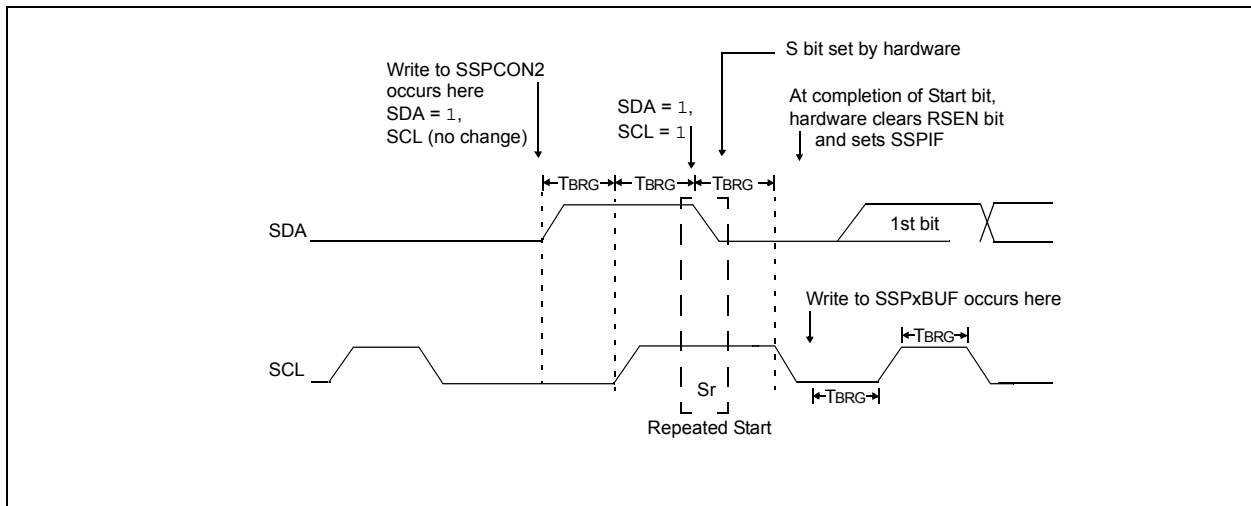 S bit set by hardware
Write to SSPCON2
occurs here
SDA = 1,
SCL (no change)
SDA = 1,
SCL = 1
At completion of Start bit,
hardware clears RSEN bit
and sets SSPIF
TBRG TBRG TBRG
SDA
1st bit
Write to SSPxBUF occurs here
TBRG
SCL
TBRG
Sr
Repeated Start